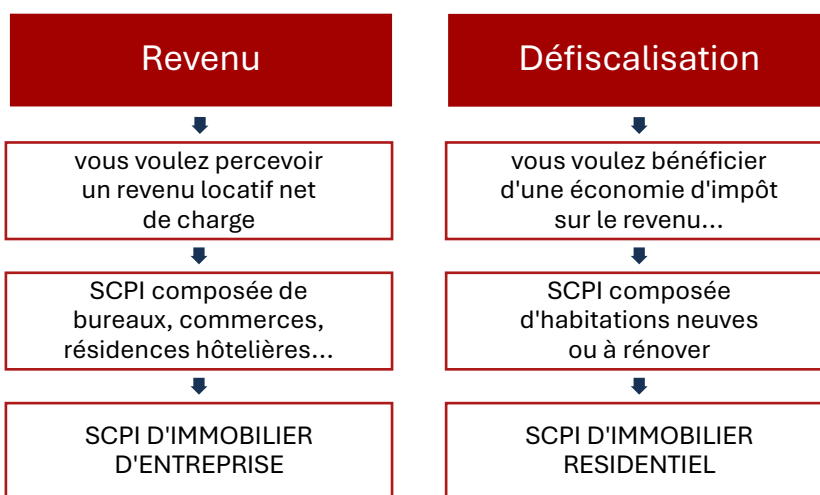 Revenu
vous voulez percevoir
un revenu locatif net
de charge
SCPI composée de
bureaux, commerces,
résidences hôtelières...
SCPI D'IMMOBILIER
D'ENTREPRISE
Défiscalisation
vous voulez bénéficier
d'une économie d'impôt
sur le revenu...
SCPI composée
d'habitations neuves
ou à rénover
SCPI D'IMMOBILIER
RESIDENTIEL